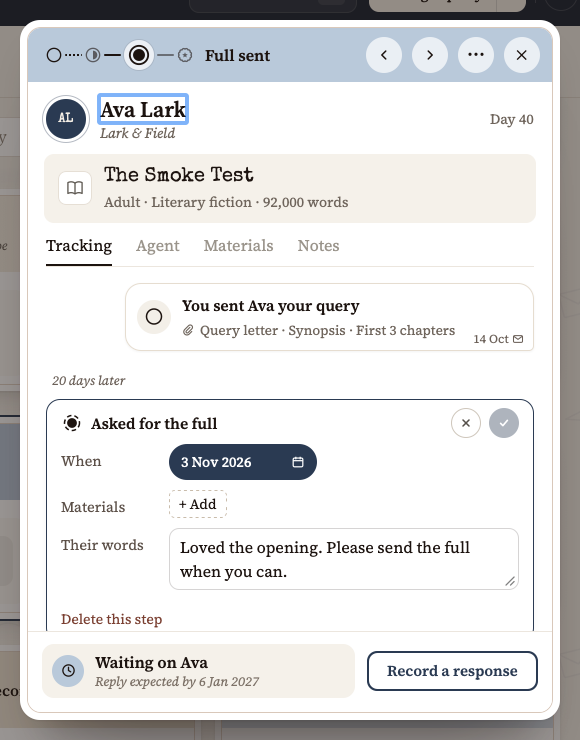 Full sent
AL
Ava Lark
Lark & Field
Day 40
The Smoke Test
Adult · Literary fiction · 92,000 words
Tracking Agent Materials Notes
You sent Ava your query
Query letter · Synopsis · First 3 chapters
14 Oct
20 days later
Asked for the full
When
3 Nov 2026
Materials
+ Add
Their words
Loved the opening. Please send the full
when you can.
Delete this step
Waiting on Ava
Reply expected by 6 Jan 2027
Record a response